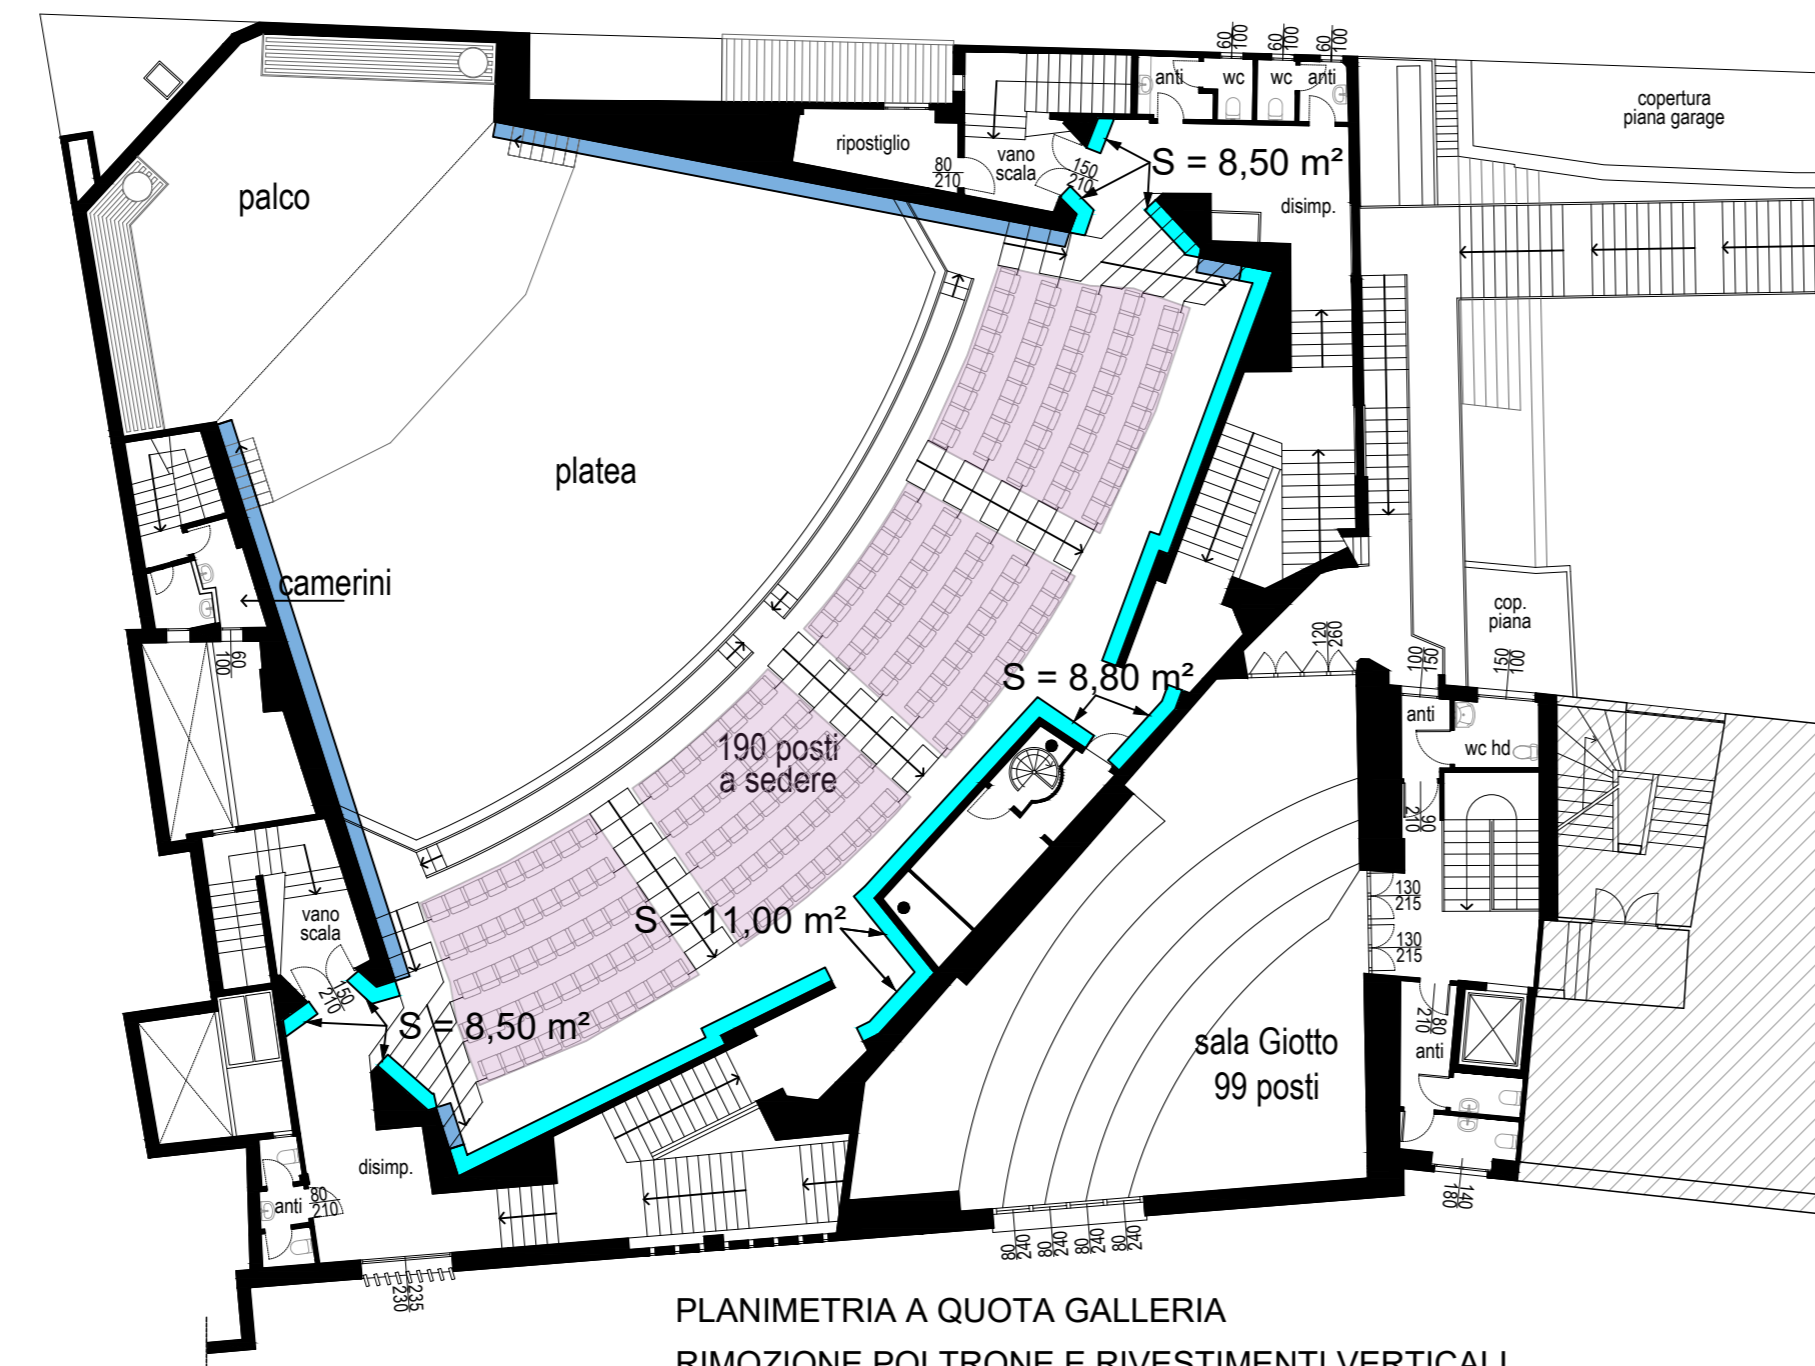 60
100
60
100
60
100
anti
wc
wc
anti
copertura
piana garage
ripostiglio
80
210
vano
scala
150
210
S = 8,50 m²
disimp.
palco
platea
camerini
60
100
cop.
piana
120
260
100
150
150
100
S = 8,80 m²
anti
wc hd
190 posti
a sedere
90
210
130
215
130
215
vano
scala
S = 11,00 m²
150
210
S = 8,50 m²
sala Giotto
99 posti
80
210
anti
disimp.
anti
80
210
140
180
80
240
80
240
80
240
80
240
235
230
PLANIMETRIA A QUOTA GALLERIA
RIMOZIONE POLTRONE E RIVESTIMENTI VERTICALI